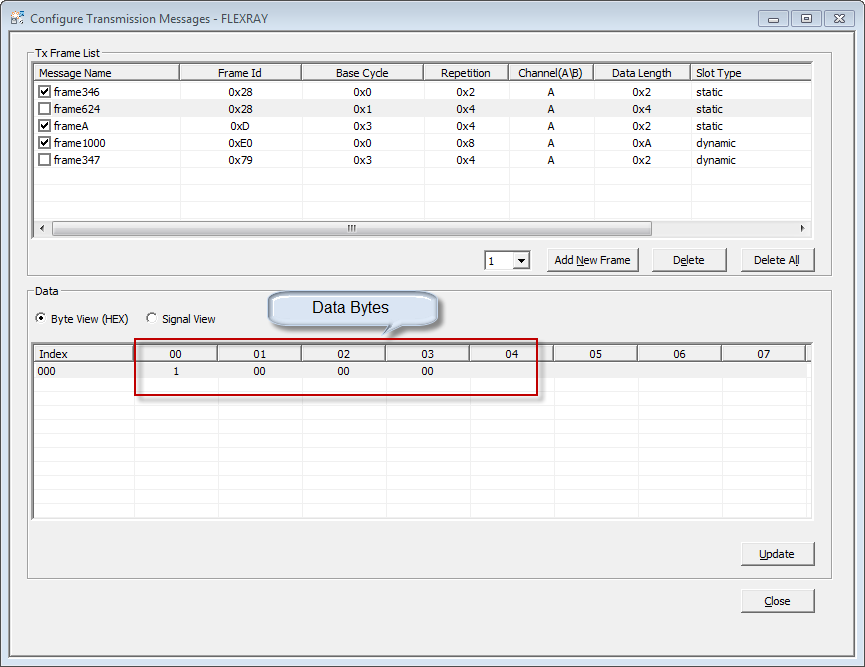 Configure Transmission Messages - FLEXRAY
Tx Frame List
Message Name Frame Id Base Cycle Repetition Channel(A\B) Data Length Slot Type
frame346 0x28 0x0 0x2 A 0x2 static
frame624 0x28 0x1 0x4 A 0x4 static
frameA 0xD 0x3 0x4 A 0x2 static
frame1000 0xE0 0x0 0x8 A 0xA dynamic
frame347 0x79 0x3 0x4 A 0x2 dynamic
1 Add New Frame Delete Delete All
Data
Data Bytes
Byte View (HEX) Signal View
Index 00 01 02 03 04 05 06 07
000 1 00 00 00
Update
Close